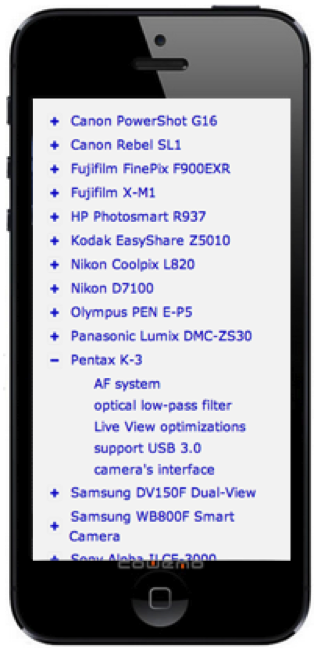 + Canon PowerShot G16
+ Canon Rebel SL1
+ Fujifilm FinePix F900EXR
+ Fujifilm X-M1
+ HP Photosmart R937
+ Kodak EasyShare Z5010
+ Nikon Coolpix L820
+ Nikon D7100
+ Olympus PEN E-P5
+ Panasonic Lumix DMC-ZS30
− Pentax K-3
AF system
optical low-pass filter
Live View optimizations
support USB 3.0
camera's interface
+ Samsung DV150F Dual-View
+ Samsung WB800F Smart
Camera
+ Sony Alpha ILCE-3000